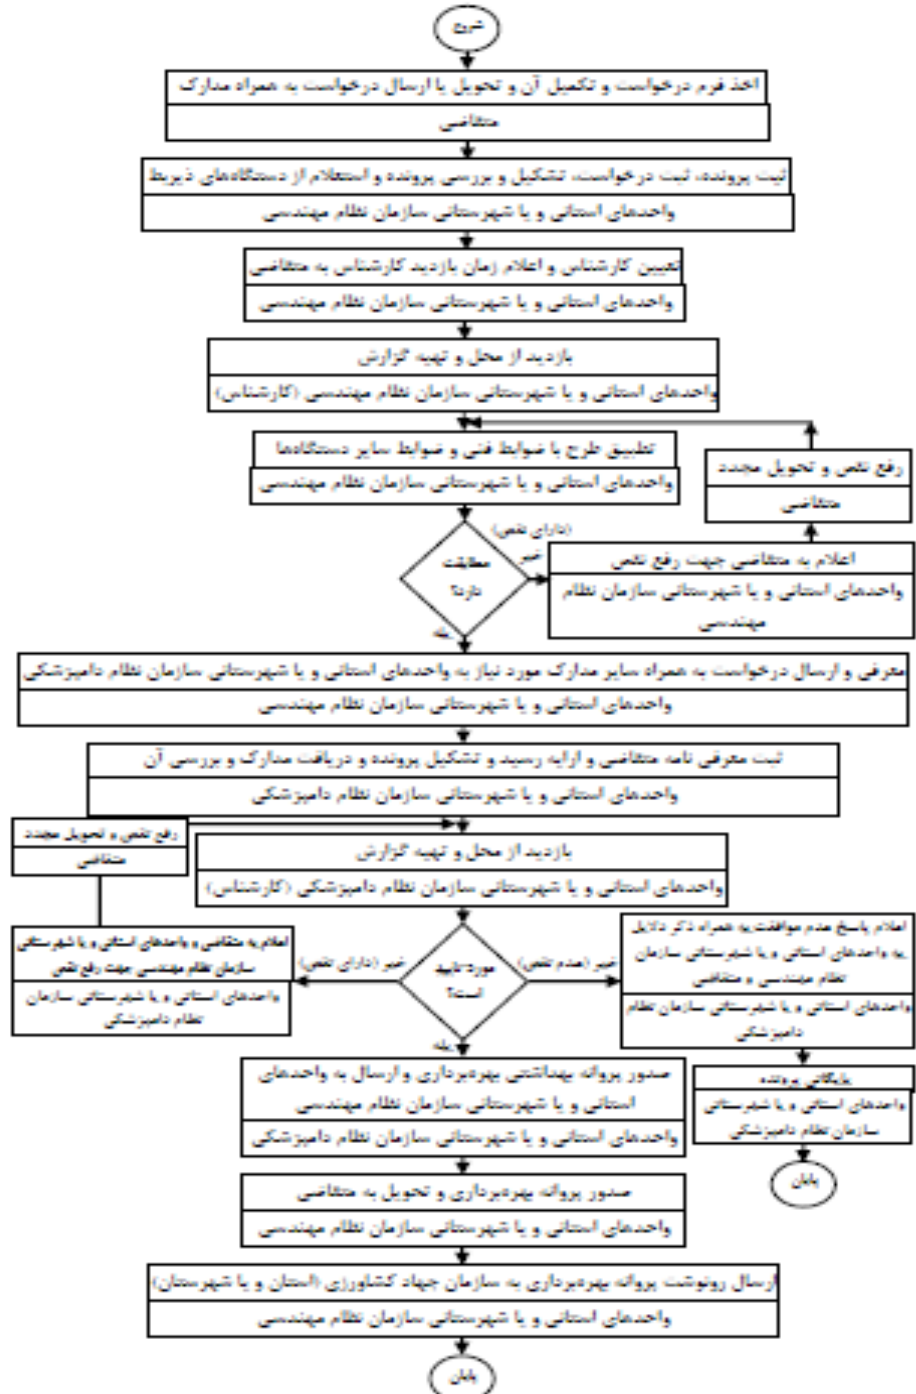 شروع
اخذ فرم درخواست و تکمیل آن و تحویل یا ارسال درخواست به همراه مدارک
متقاضی
ثبت پرونده، ثبت درخواست، تشکیل و بررسی پرونده و استعلام از دستگاه‌های ذیربط
واحدهای استانی و یا شهرستانی سازمان نظام مهندسی
تعیین کارشناس و اعلام زمان بازدید کارشناس به متقاضی
واحدهای استانی و یا شهرستانی سازمان نظام مهندسی
بازدید از محل و تهیه گزارش
واحدهای استانی و یا شهرستانی سازمان نظام مهندسی (کارشناس)
تطبیق طرح با ضوابط فنی و ضوابط سایر دستگاه‌ها
واحدهای استانی و یا شهرستانی سازمان نظام مهندسی
رفع نقص و تحویل مجدد
متقاضی
مطابقت
دارد؟
(دارای نقص)
خیر
اعلام به متقاضی جهت رفع نقص
واحدهای استانی و یا شهرستانی سازمان نظام
مهندسی
بله
معرفی و ارسال درخواست به همراه سایر مدارک مورد نیاز به واحدهای استانی و یا شهرستانی سازمان نظام دامپزشکی
واحدهای استانی و یا شهرستانی سازمان نظام مهندسی
ثبت معرفی نامه متقاضی و ارایه رسید و تشکیل پرونده و دریافت مدارک و بررسی آن
واحدهای استانی و یا شهرستانی سازمان نظام دامپزشکی
رفع نقص و تحویل مجدد
متقاضی
بازدید از محل و تهیه گزارش
واحدهای استانی و یا شهرستانی سازمان نظام دامپزشکی (کارشناس)
اعلام پاسخ عدم موافقت به همراه ذکر دلایل
به واحدهای استانی و یا شهرستانی سازمان
نظام مهندسی و متقاضی
واحدهای استانی و یا شهرستانی سازمان نظام
دامپزشکی
خیر (عدم نقص)
مورد تایید
است؟
خیر (دارای نقص)
اعلام به متقاضی و واحدهای استانی و یا شهرستانی
سازمان نظام مهندسی جهت رفع نقص
واحدهای استانی و یا شهرستانی سازمان
نظام دامپزشکی
بله
بایگانی پرونده
واحدهای استانی و یا شهرستانی
سازمان نظام دامپزشکی
پایان
صدور پروانه بهداشتی بهره‌برداری و ارسال به واحدهای
استانی و یا شهرستانی سازمان نظام مهندسی
واحدهای استانی و یا شهرستانی سازمان نظام دامپزشکی
صدور پروانه بهره‌برداری و تحویل به متقاضی
واحدهای استانی و یا شهرستانی سازمان نظام مهندسی
ارسال رونوشت پروانه بهره‌برداری به سازمان جهاد کشاورزی (استان و یا شهرستان)
واحدهای استانی و یا شهرستانی سازمان نظام مهندسی
پایان